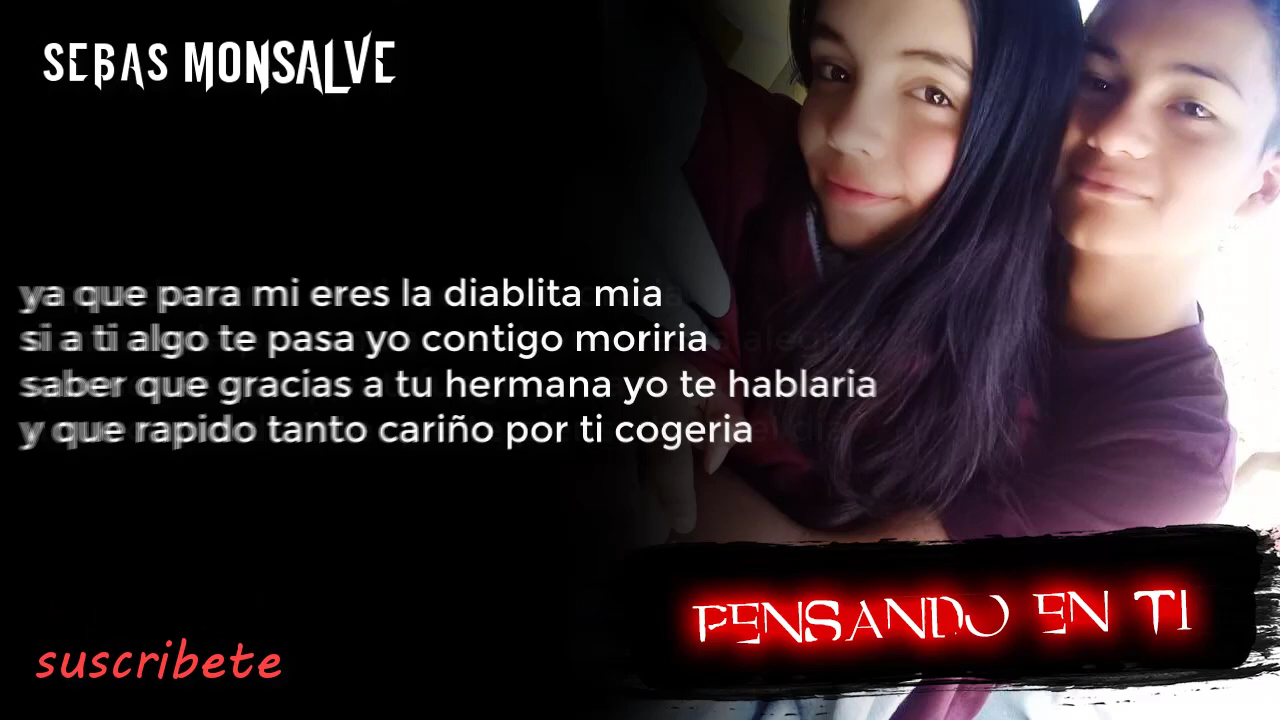 SEBAS MONSALVE
ya que para mi eres la diablita mia
si a ti algo te pasa yo contigo moriria
saber que gracias a tu hermana yo te hablaria
y que rapido tanto cariño por ti cogeria
PENSANDO EN TI
suscribete